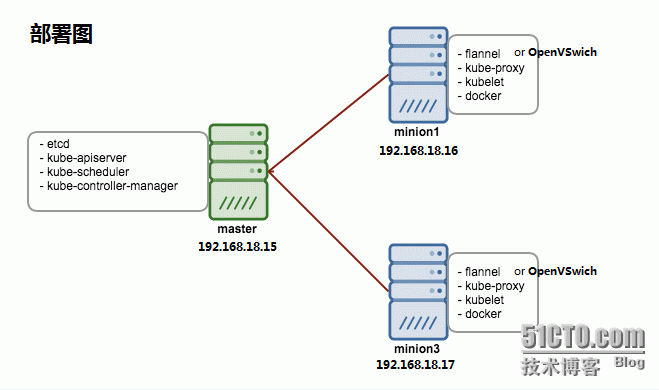 部署图
- etcd
- kube-apiserver
- kube-scheduler
- kube-controller-manager
master
192.168.18.15
- flannel or OpenVSwich
- kube-proxy
- kubelet
- docker
minion1
192.168.18.16
- flannel or OpenVSwich
- kube-proxy
- kubelet
- docker
minion3
192.168.18.17
51CTO.com
技术博客 Blog